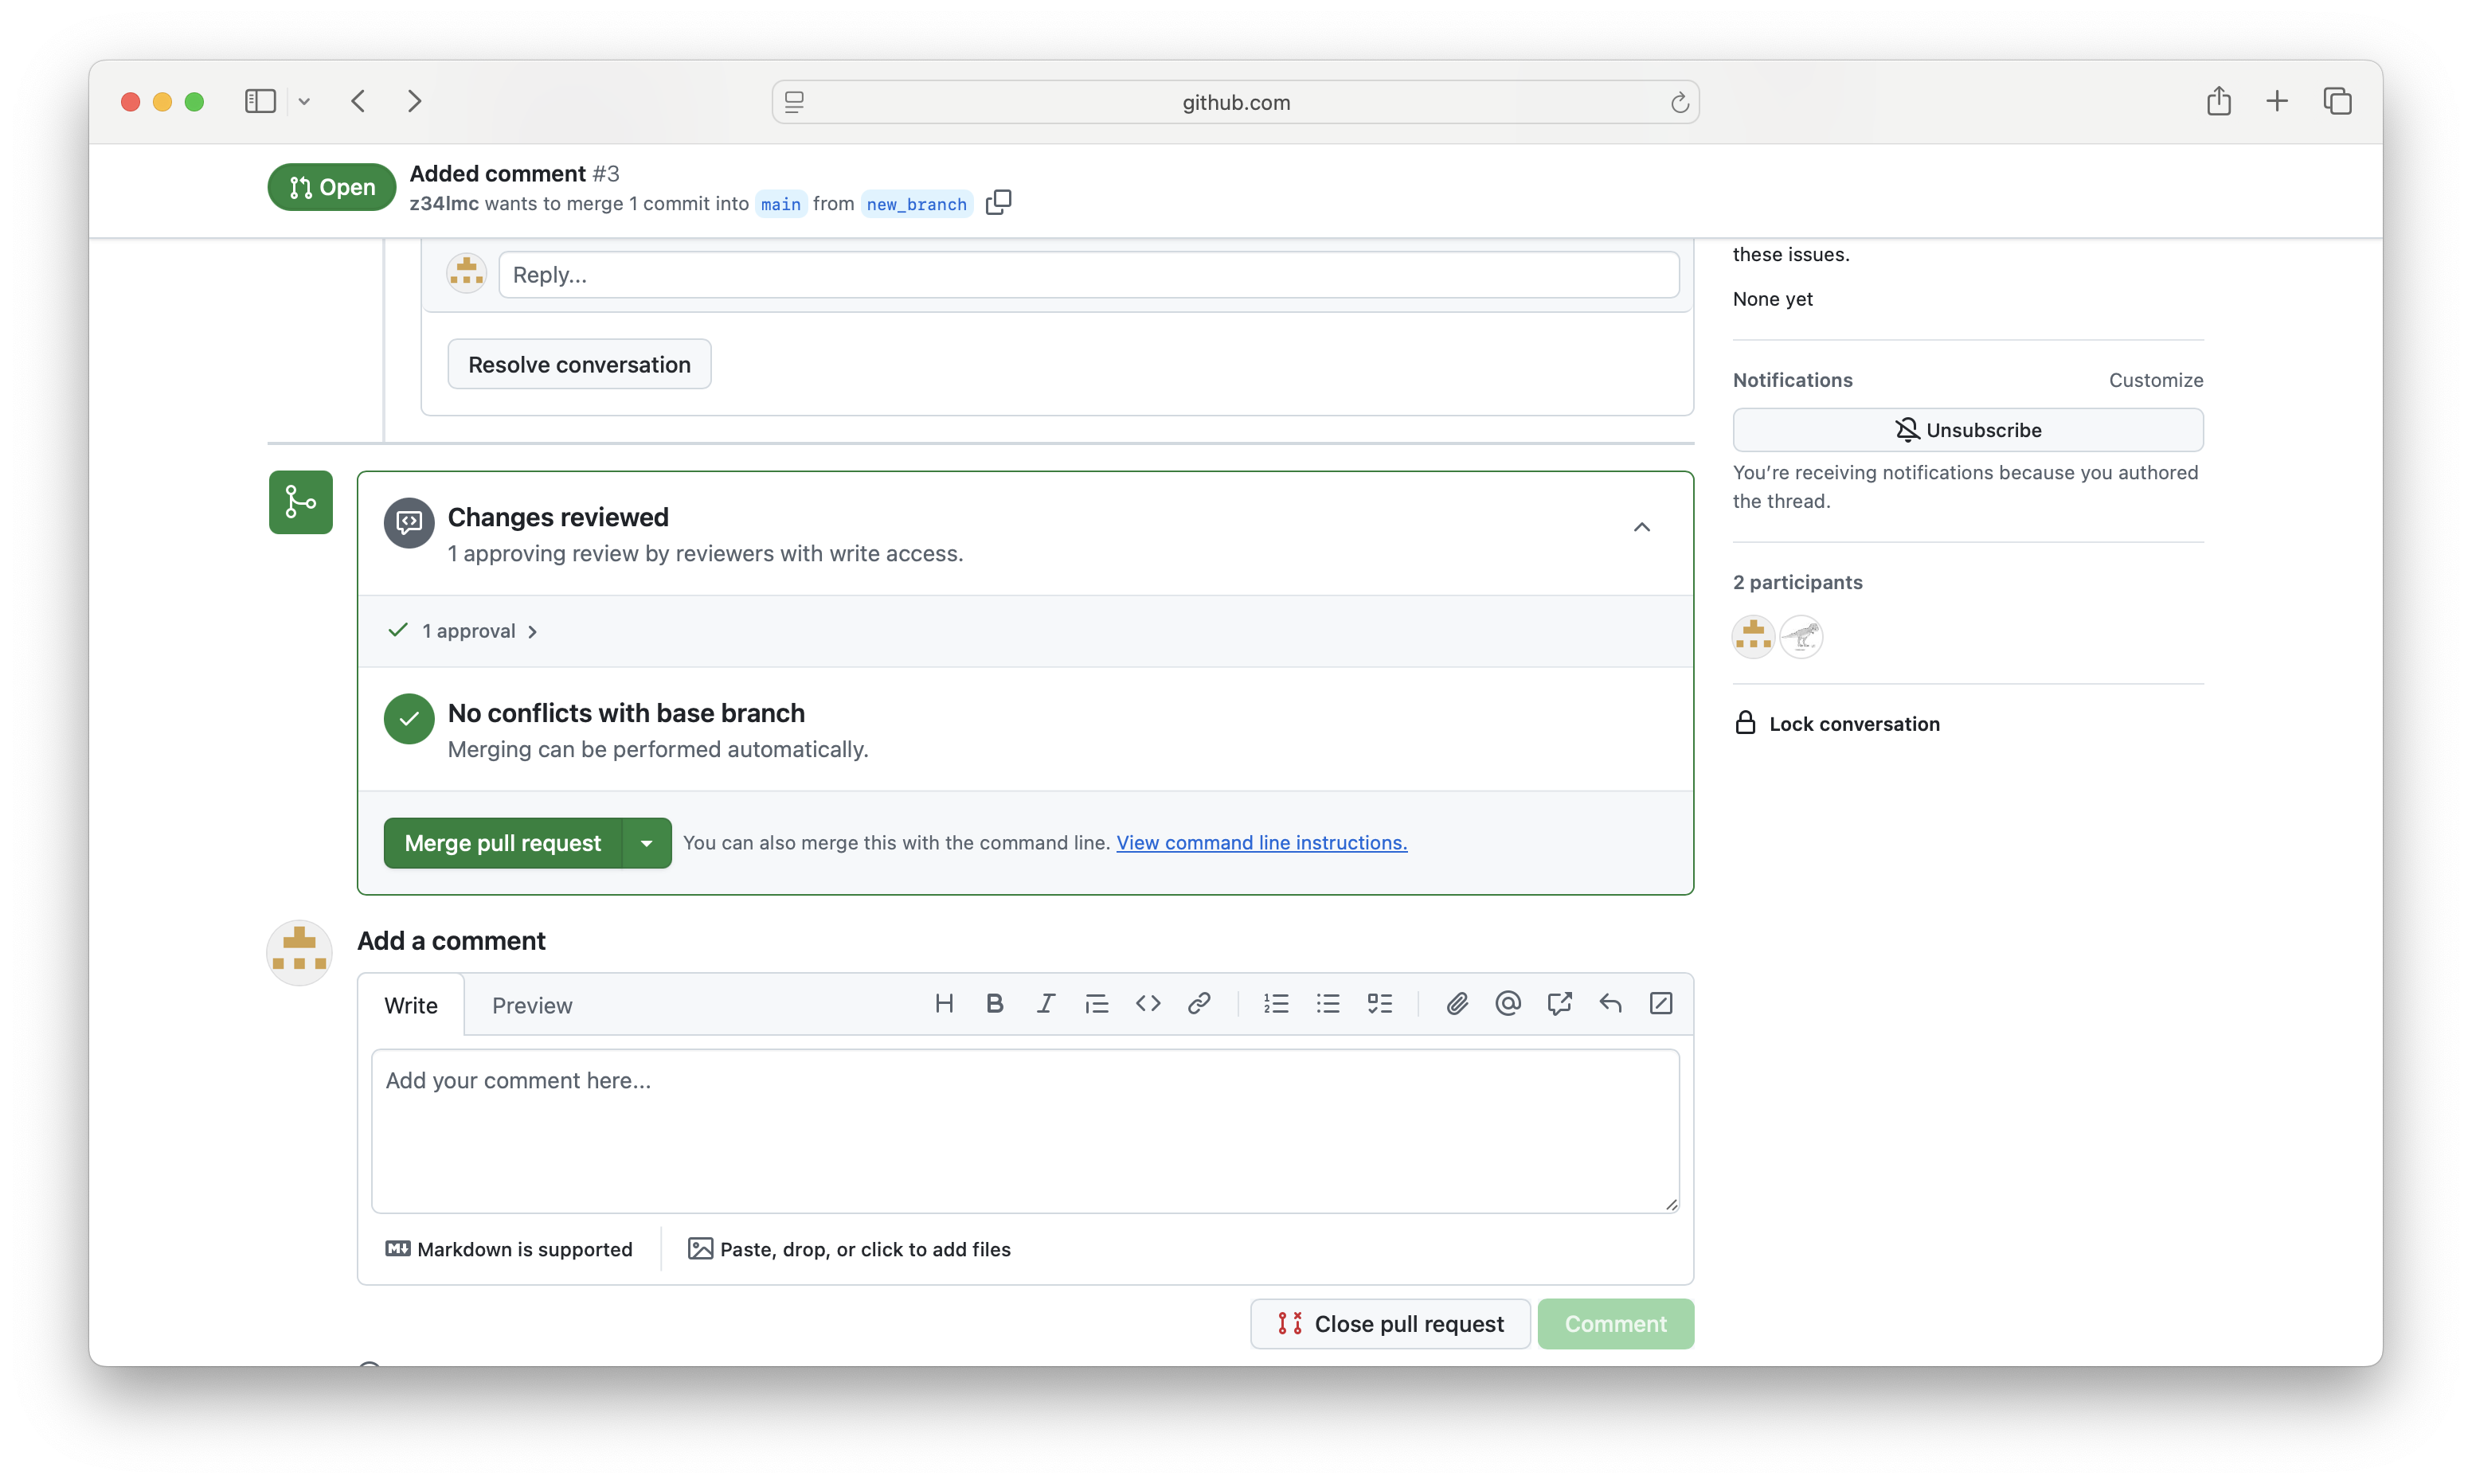 github.com
Open
Added comment #3
z34lmc wants to merge 1 commit into main from new_branch
Reply...
Resolve conversation
Changes reviewed
1 approving review by reviewers with write access.
1 approval
No conflicts with base branch
Merging can be performed automatically.
Merge pull request
You can also merge this with the command line. View command line instructions.
Add a comment
Write
Preview
Add your comment here...
Markdown is supported
Paste, drop, or click to add files
Close pull request
Comment
these issues.
None yet
Notifications
Customize
Unsubscribe
You’re receiving notifications because you authored
the thread.
2 participants
Lock conversation